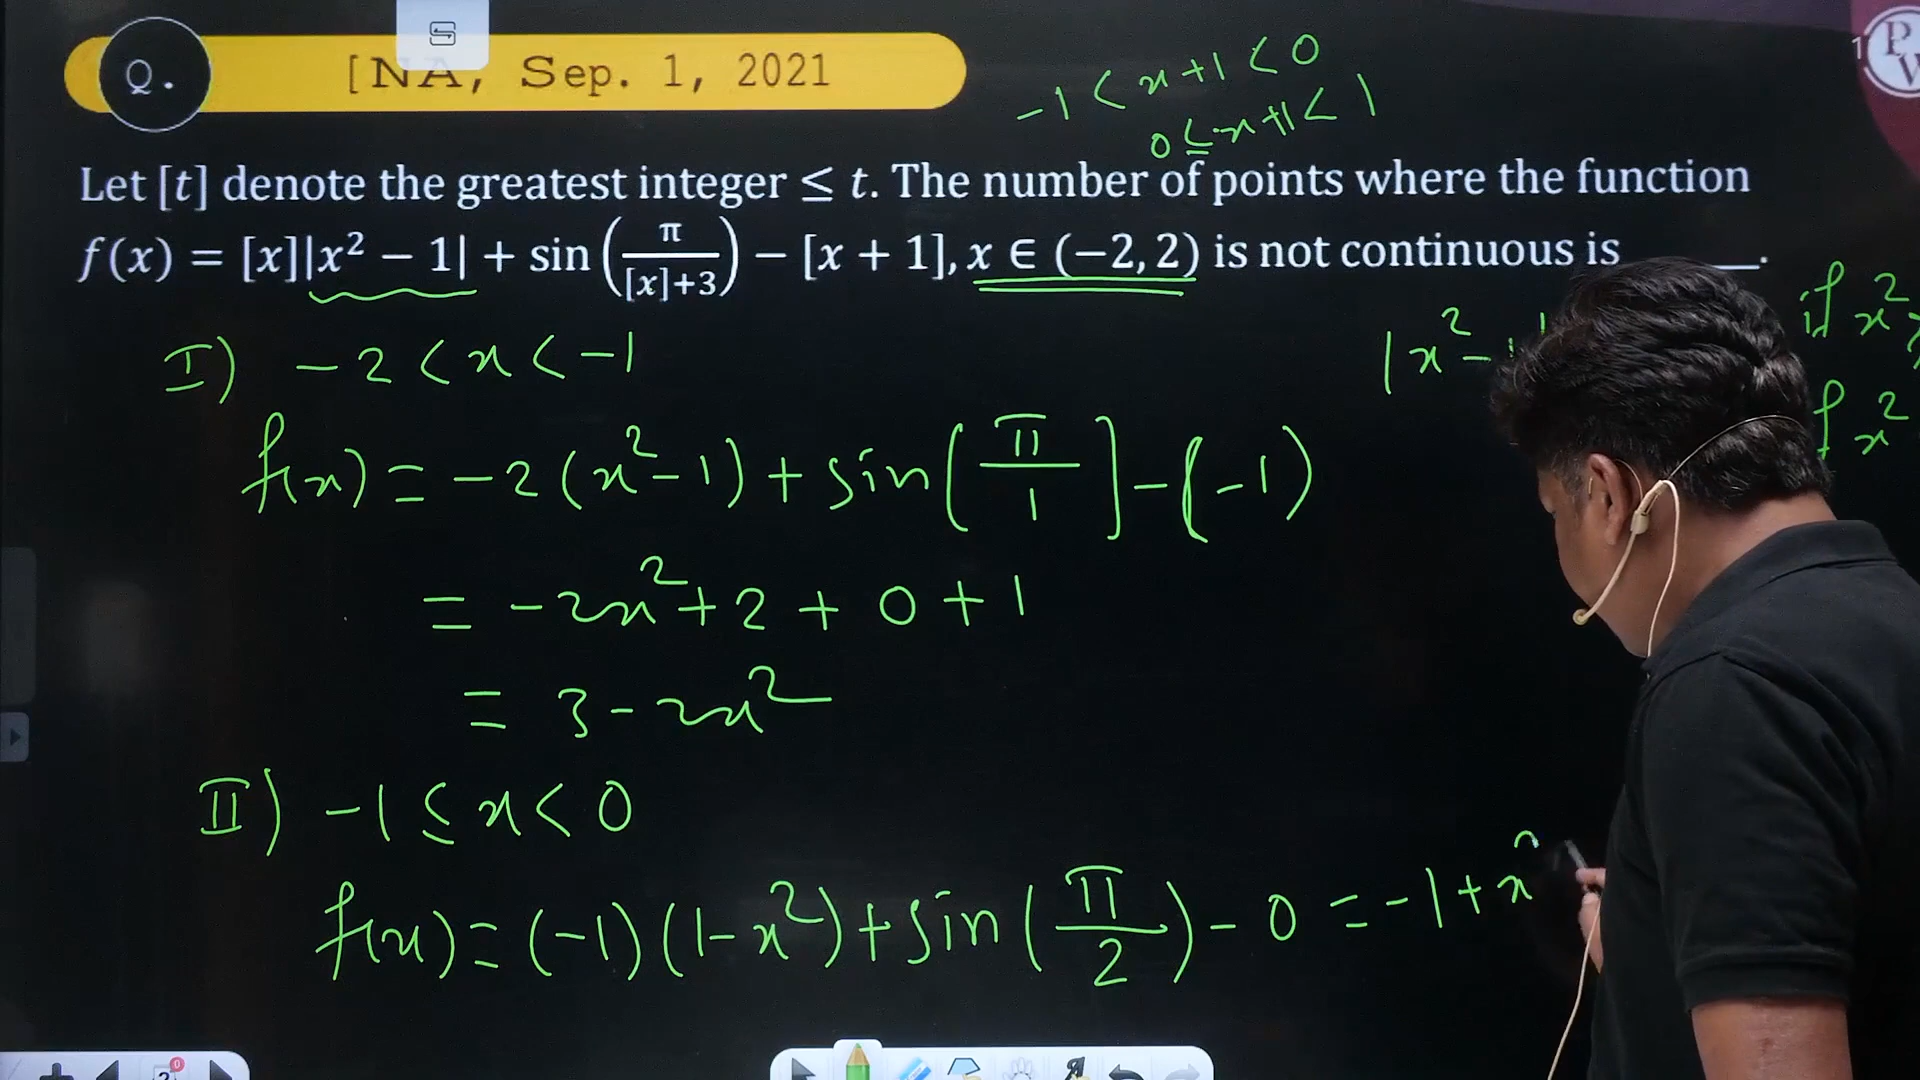 Q. [NA, Sep. 1, 2021
-1 < x+1 < 0
0 ≤ x+1 < 1
Let [t] denote the greatest integer ≤ t. The number of points where the function
f(x) = [x]|x² − 1| + sin(π/([x]+3)) − [x + 1], x ∈ (−2, 2) is not continuous is ____.
I) -2 < x < -1
|x²-
if x²
f x²
f(x) = -2(x²-1) + sin[π/1] - (-1)
= -2x² + 2 + 0 + 1
= 3 - 2x²
II) -1 ≤ x < 0
f(x) = (-1)(1-x²) + sin(π/2) - 0 = -1 + x